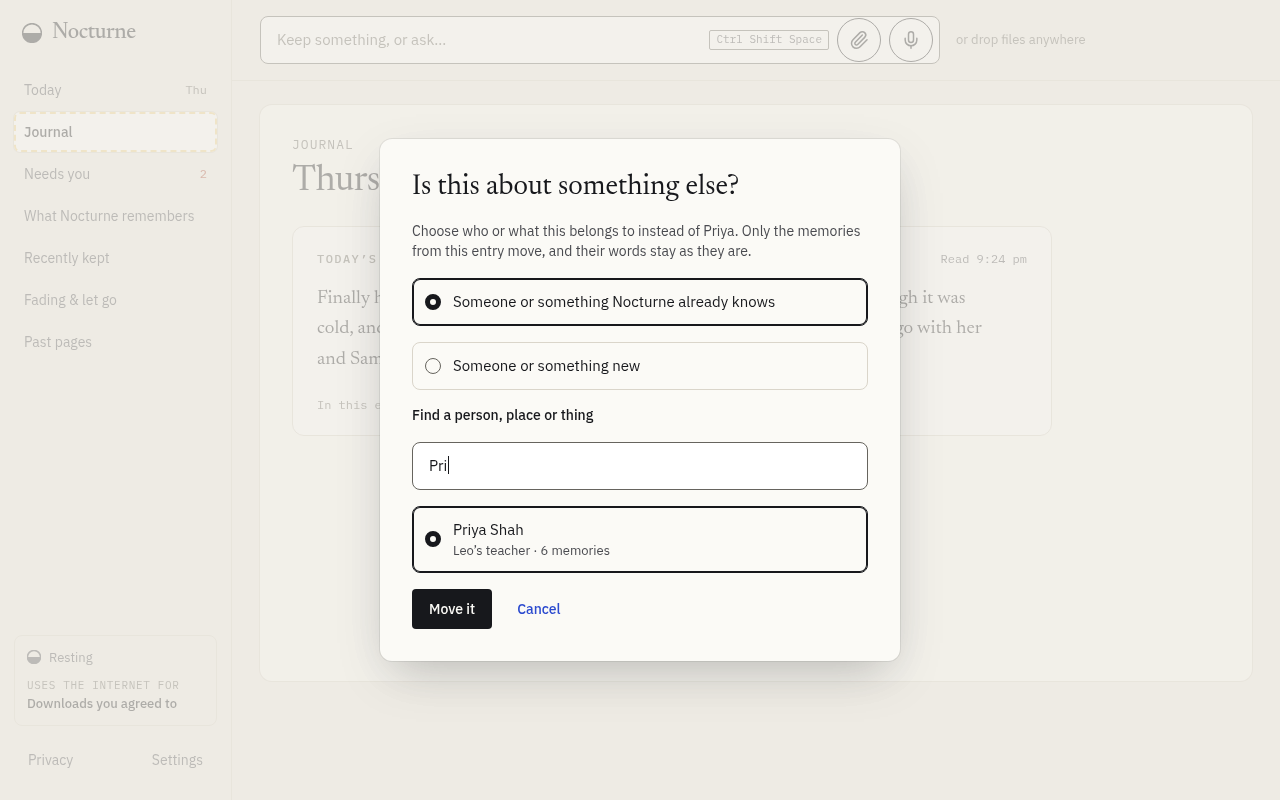 Nocturne
Keep something, or ask...
Ctrl Shift Space
or drop files anywhere
Today
Thu
Journal
Needs you
2
What Nocturne remembers
Recently kept
Fading & let go
Past pages
Resting
USES THE INTERNET FOR
Downloads you agreed to
Privacy
Settings
JOURNAL
Thurs
TODAY'S
Read 9:24 pm
Finally
gh it was
cold, and
go with her
and Sam
In this e
Is this about something else?
Choose who or what this belongs to instead of Priya. Only the memories
from this entry move, and their words stay as they are.
Someone or something Nocturne already knows
Someone or something new
Find a person, place or thing
Pri
Priya Shah
Leo's teacher · 6 memories
Move it
Cancel